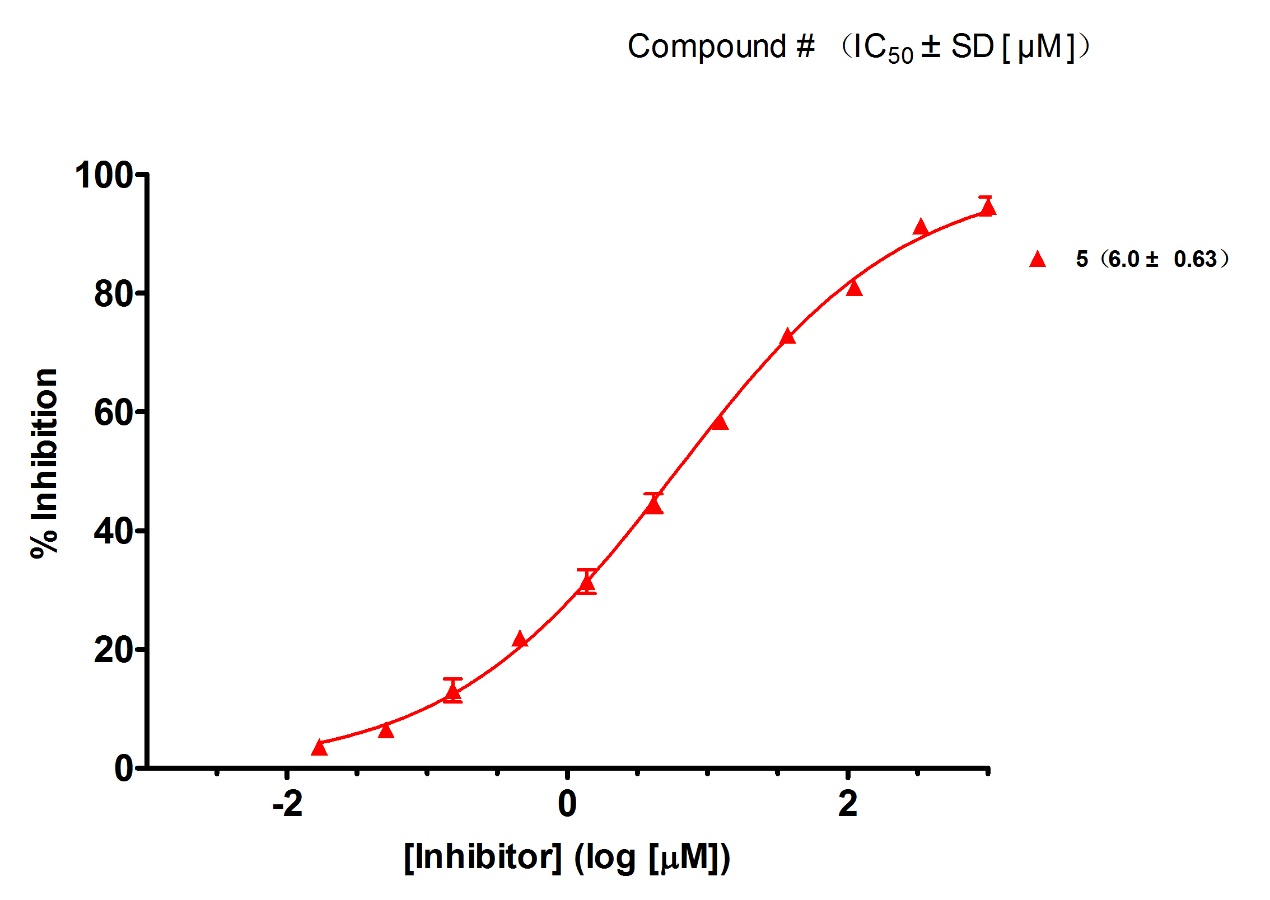 Compound # （IC50 ± SD [ µM ]）
100
80
60
40
20
0
% Inhibition
5（6.0 ± 0.63）
-2 0 2
[Inhibitor] (log [µM])